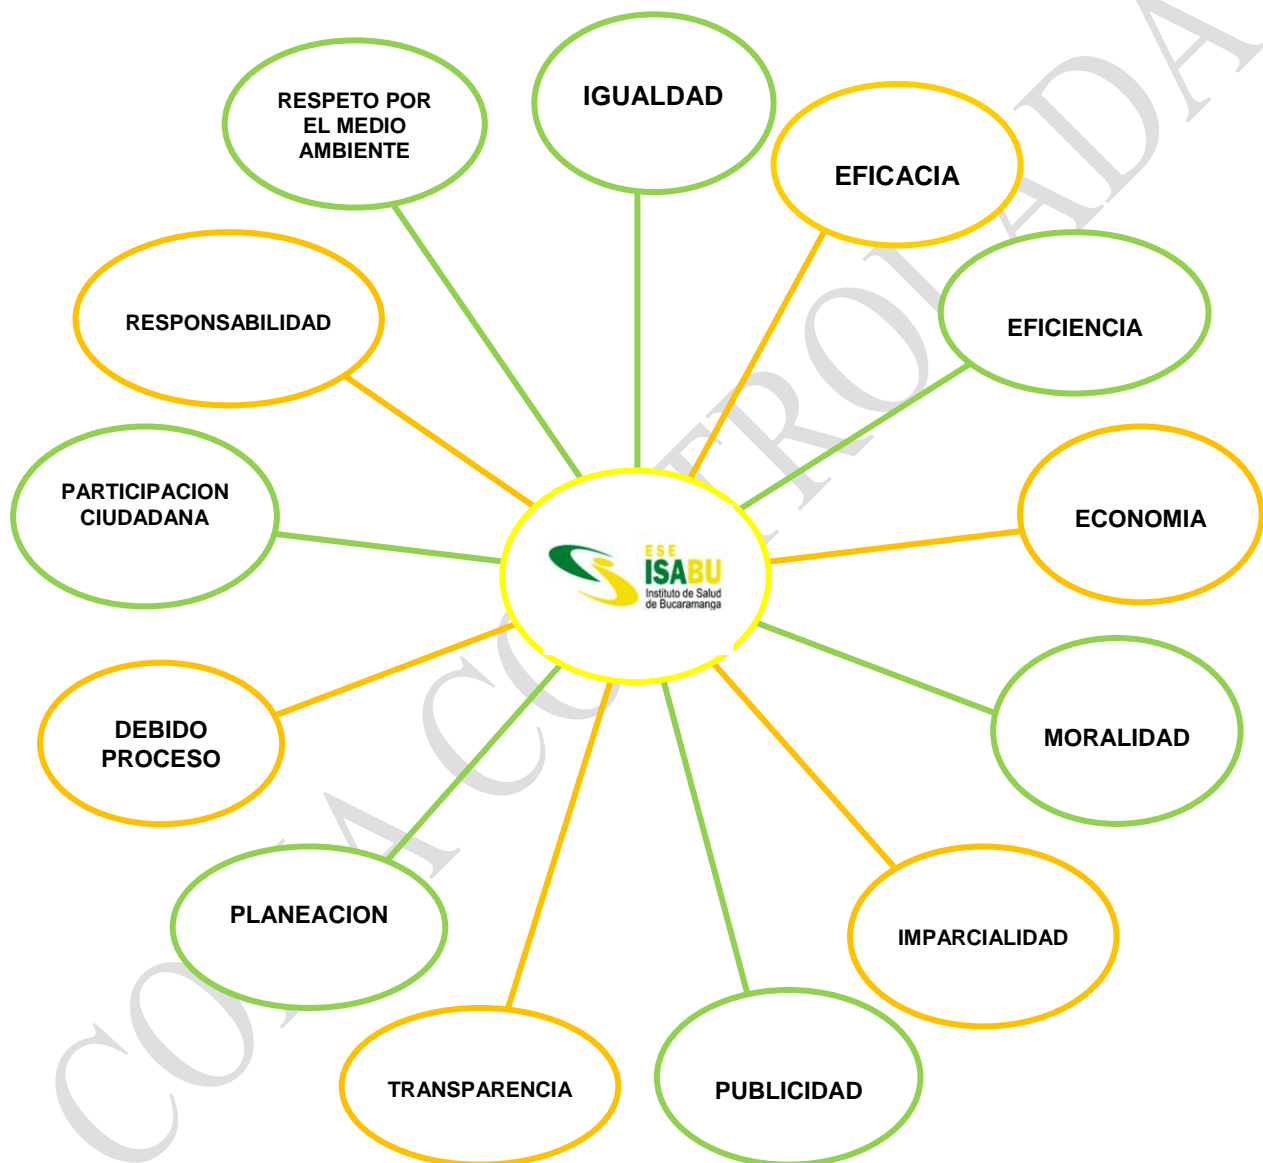 IGUALDAD
RESPETO POR
EL MEDIO
AMBIENTE
EFICACIA
EFICIENCIA
RESPONSABILIDAD
PARTICIPACION
CIUDADANA
ECONOMIA
ESE
ISABU
Instituto de Salud
de Bucaramanga
DEBIDO
PROCESO
MORALIDAD
PLANEACION
IMPARCIALIDAD
TRANSPARENCIA
PUBLICIDAD
COPIA CONTROLADA